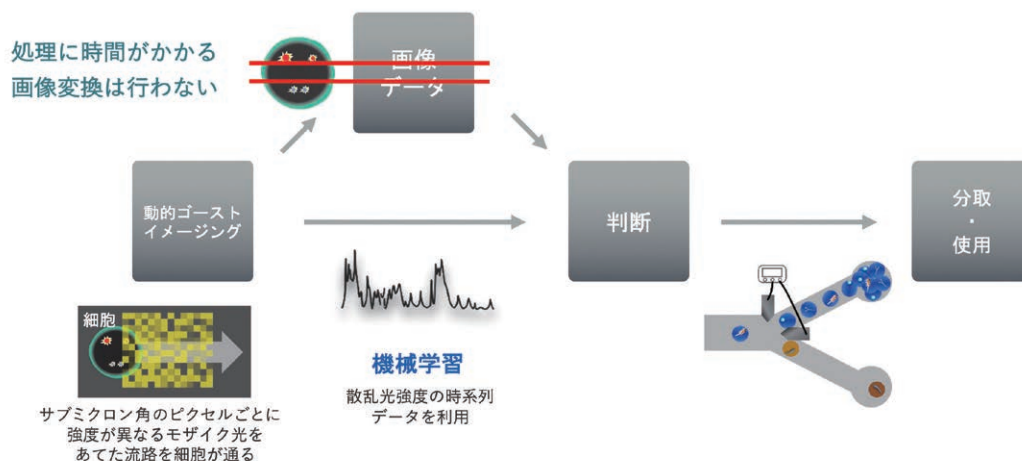 処理に時間がかかる
画像変換は行わない
画像
データ
動的ゴースト
イメージング
判断
分取
・
使用
細胞
機械学習
散乱光強度の時系列
データを利用
サブミクロン角のピクセルごとに
強度が異なるモザイク光を
あてた流路を細胞が通る